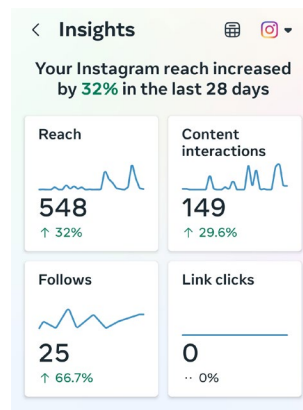 Insights
Your Instagram reach increased
by 32% in the last 28 days
Reach
548
↑ 32%
Content
interactions
149
↑ 29.6%
Follows
25
↑ 66.7%
Link clicks
0
·· 0%